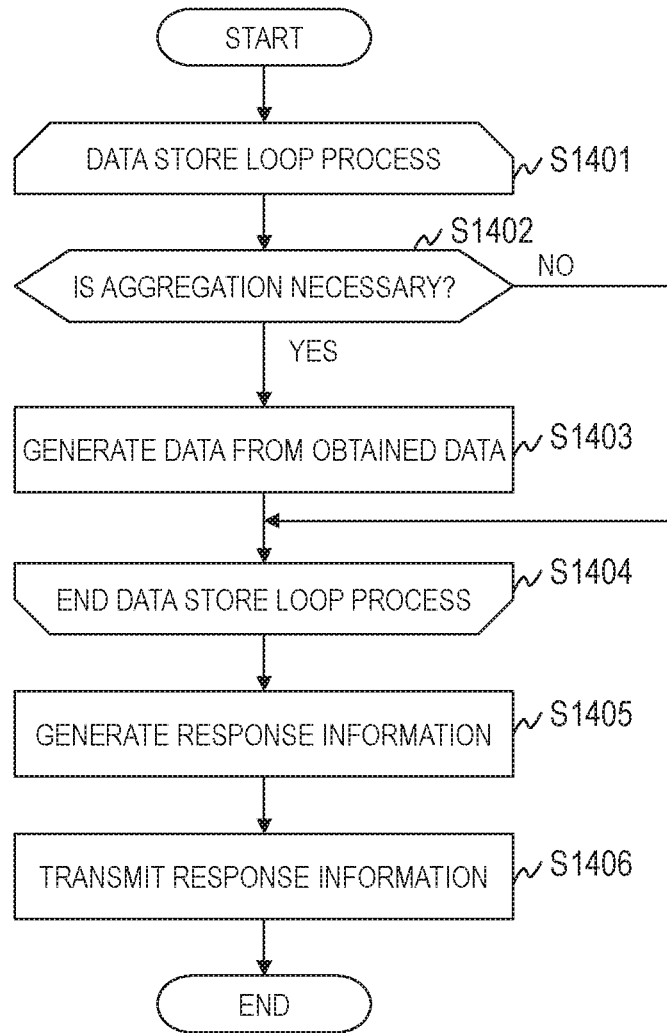 START
DATA STORE LOOP PROCESS
S1401
S1402
IS AGGREGATION NECESSARY?
NO
YES
GENERATE DATA FROM OBTAINED DATA
S1403
END DATA STORE LOOP PROCESS
S1404
GENERATE RESPONSE INFORMATION
S1405
TRANSMIT RESPONSE INFORMATION
S1406
END